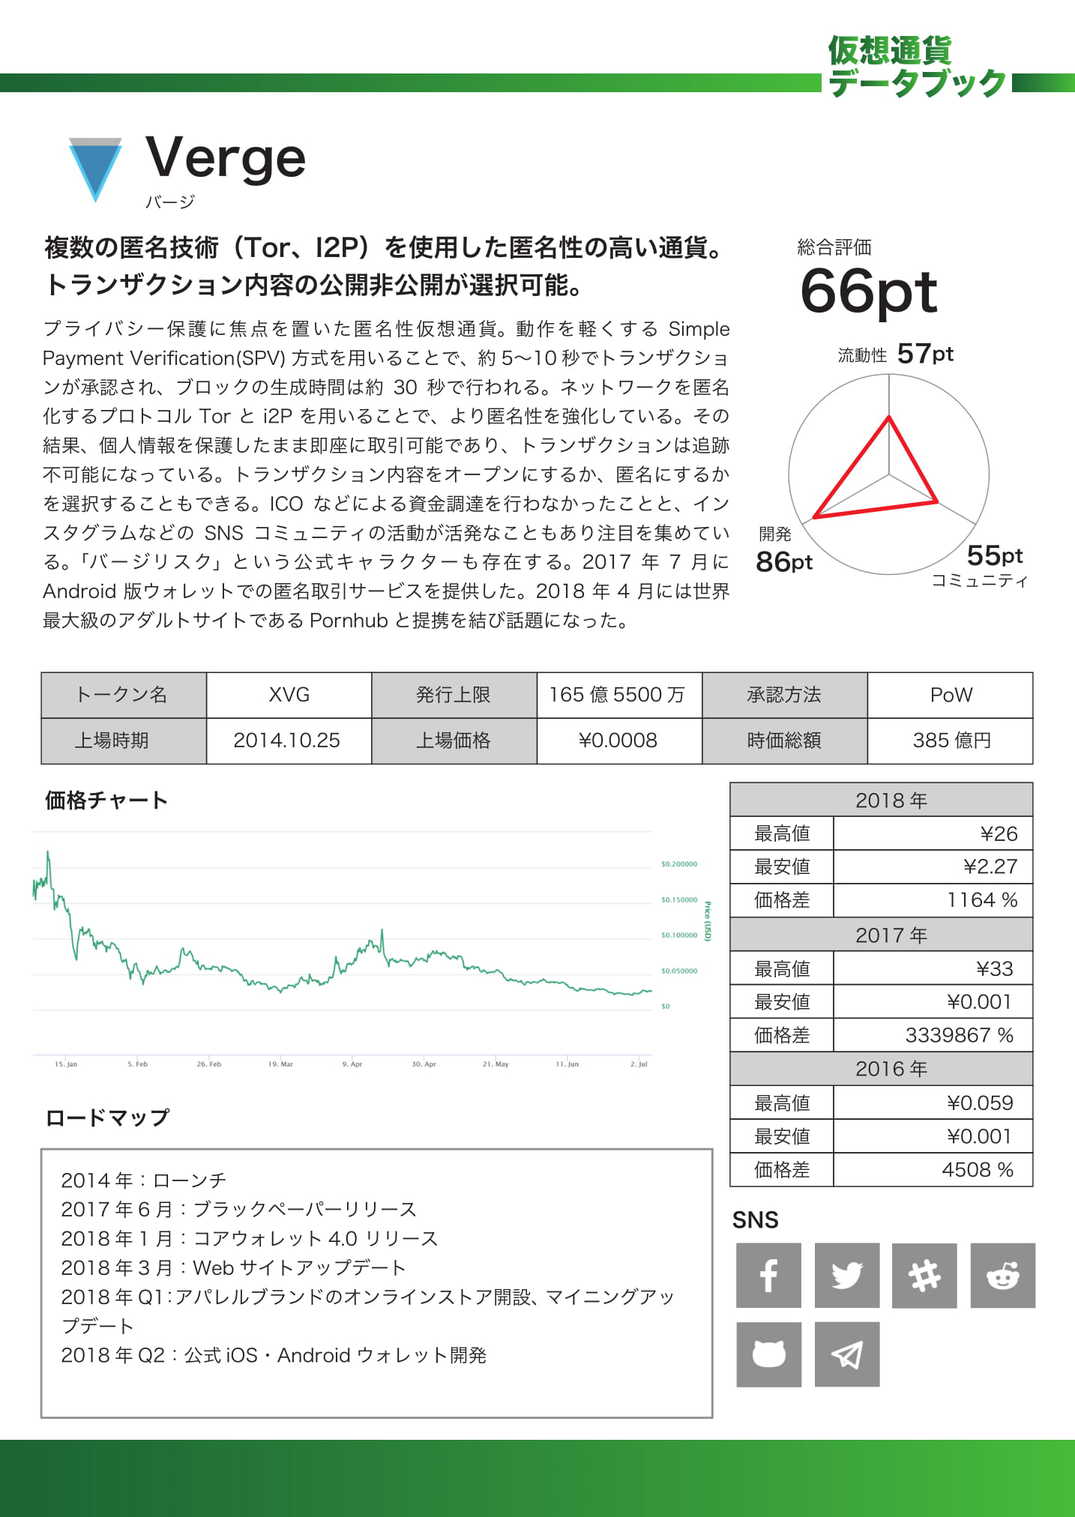 仮想通貨
データブック
Verge
バージ
複数の匿名技術（Tor、I2P）を使用した匿名性の高い通貨。
トランザクション内容の公開非公開が選択可能。
プライバシー保護に焦点を置いた匿名性仮想通貨。動作を軽くする Simple
Payment Verification(SPV) 方式を用いることで、約 5〜10 秒でトランザクショ
ンが承認され、ブロックの生成時間は約 30 秒で行われる。ネットワークを匿名
化するプロトコル Tor と i2P を用いることで、より匿名性を強化している。その
結果、個人情報を保護したまま即座に取引可能であり、トランザクションは追跡
不可能になっている。トランザクション内容をオープンにするか、匿名にするか
を選択することもできる。ICO などによる資金調達を行わなかったことと、イン
スタグラムなどの SNS コミュニティの活動が活発なこともあり注目を集めてい
る。「バージリスク」という公式キャラクターも存在する。2017 年 7 月に
Android 版ウォレットでの匿名取引サービスを提供した。2018 年 4 月には世界
最大級のアダルトサイトである Pornhub と提携を結び話題になった。
総合評価
66pt
流動性 57pt
開発
86pt
55pt
コミュニティ
トークン名 XVG 発行上限 165 億 5500 万 承認方法 PoW
上場時期 2014.10.25 上場価格 ¥0.0008 時価総額 385 億円
価格チャート
$0.200000
$0.150000
$0.100000
$0.050000
$0
Price (USD)
15. Jan 5. Feb 26. Feb 19. Mar 9. Apr 30. Apr 21. May 11. Jun 2. Jul
2018 年
最高値 ¥26
最安値 ¥2.27
価格差 1164 %
2017 年
最高値 ¥33
最安値 ¥0.001
価格差 3339867 %
2016 年
最高値 ¥0.059
最安値 ¥0.001
価格差 4508 %
ロードマップ
2014 年：ローンチ
2017 年 6 月：ブラックペーパーリリース
2018 年 1 月：コアウォレット 4.0 リリース
2018 年 3 月：Web サイトアップデート
2018 年 Q1：アパレルブランドのオンラインストア開設、マイニングアッ
プデート
2018 年 Q2：公式 iOS・Android ウォレット開発
SNS